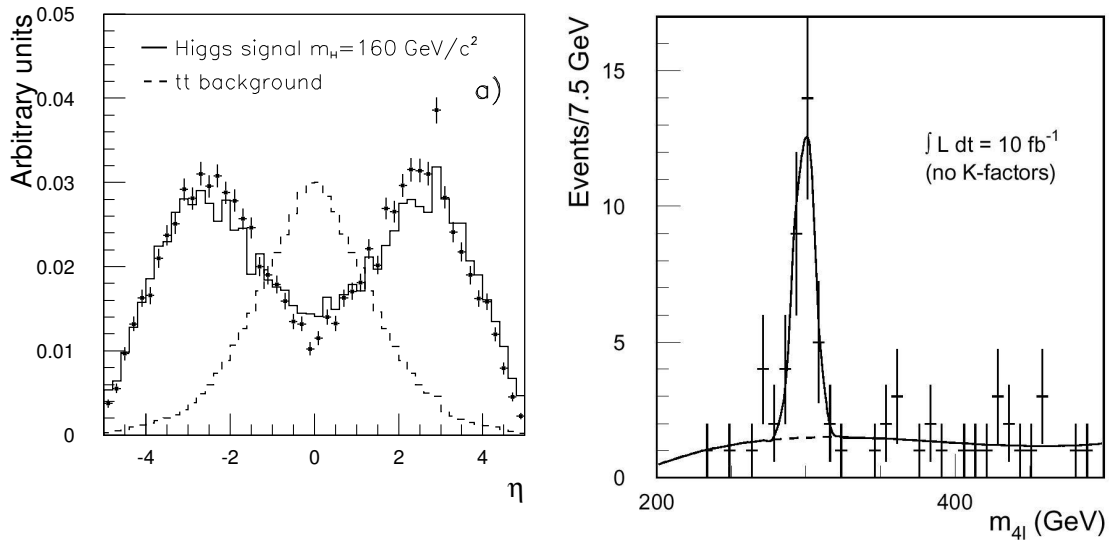 Arbitrary units
0.05
0.04
0.03
0.02
0.01
0
Higgs signal m_H=160 GeV/c²
tt background
a)
-4
-2
0
2
4
η
Events/7.5 GeV
15
10
5
0
∫ L dt = 10 fb⁻¹
(no K-factors)
200
400
m_4l (GeV)